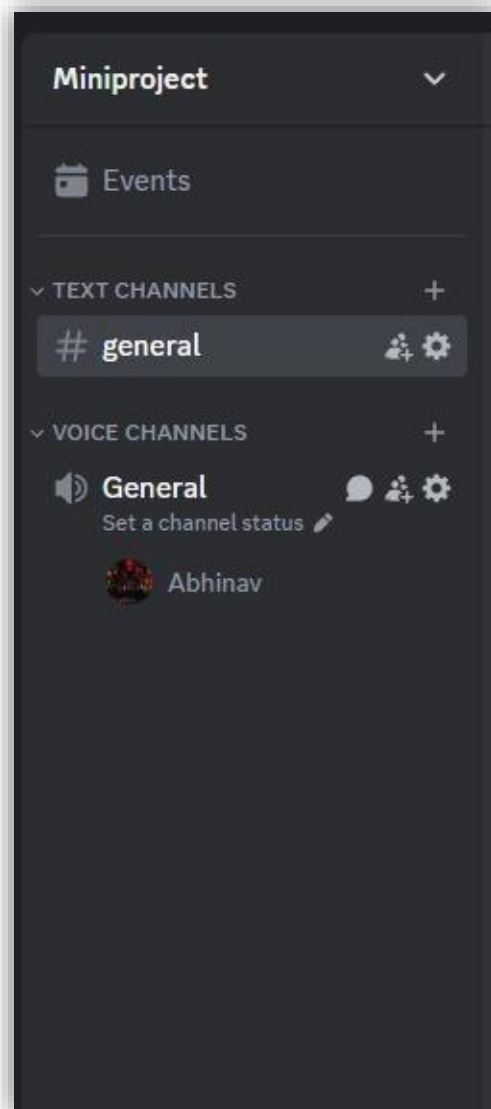 Miniproject
Events
TEXT CHANNELS
general
VOICE CHANNELS
General
Set a channel status
Abhinav